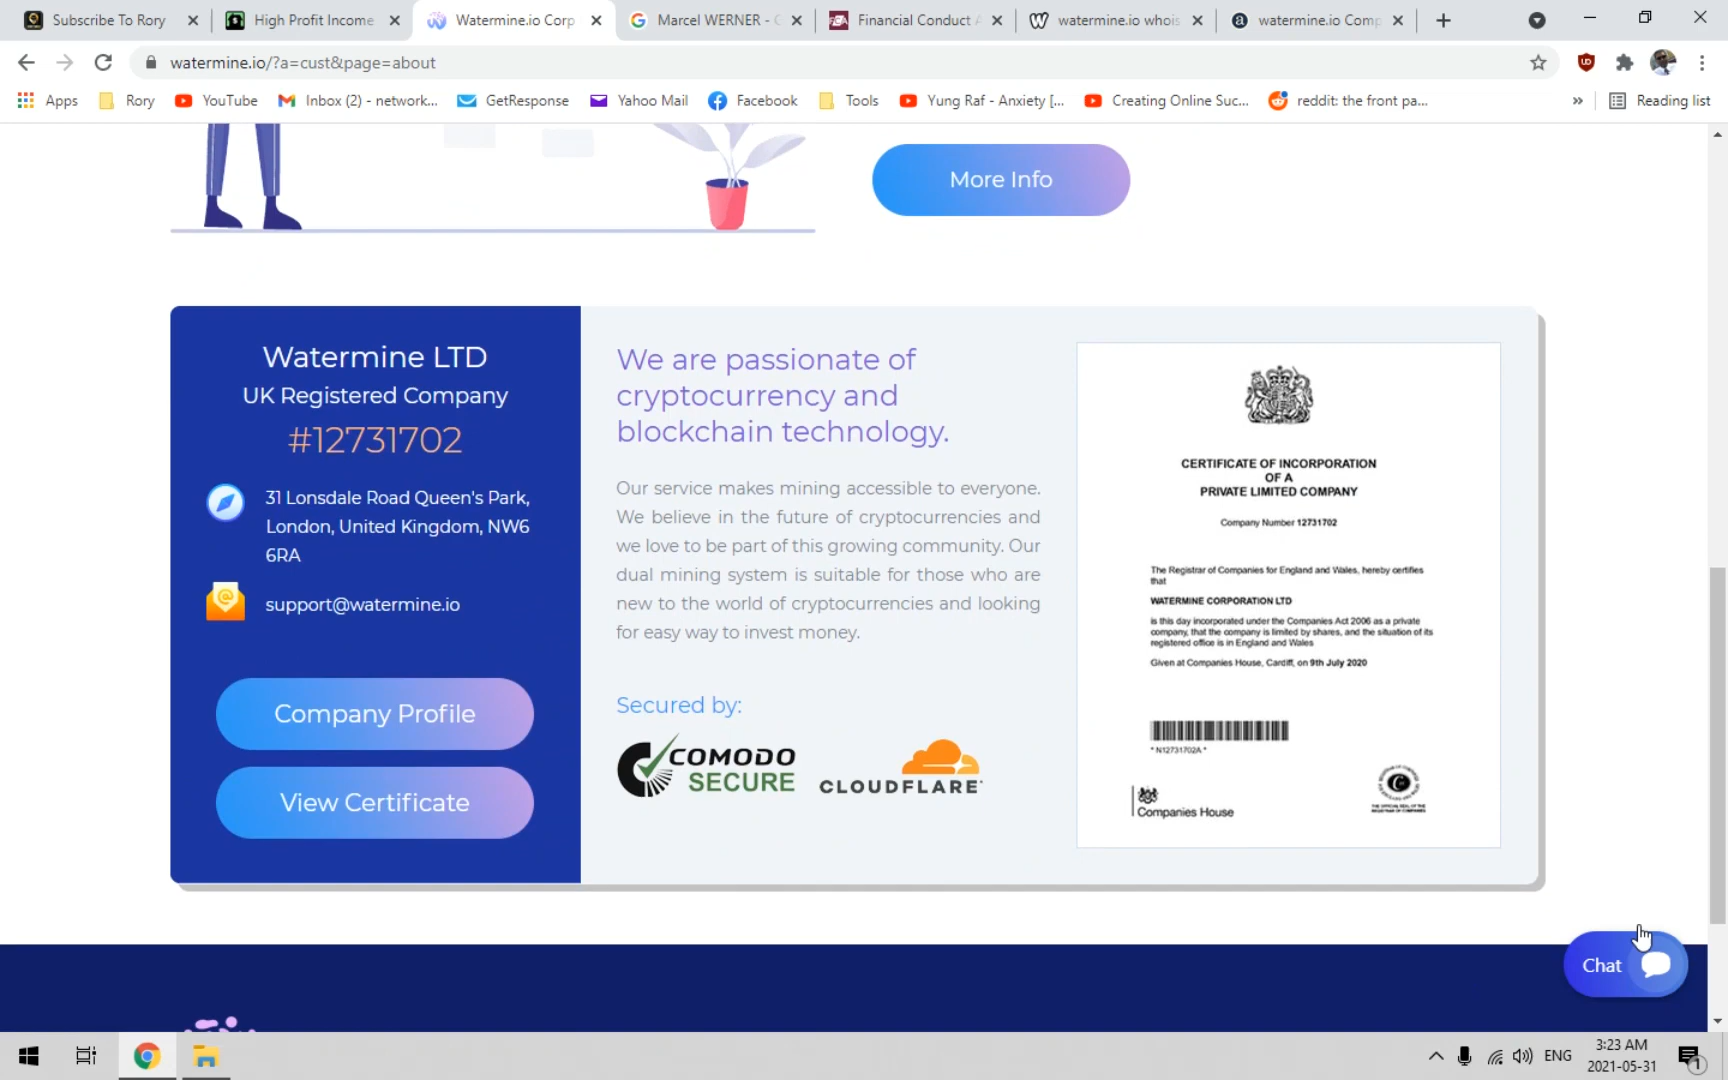 Subscribe To Rory
High Profit Income
Watermine.io Corp
Marcel WERNER -
Financial Conduct
watermine.io whois
watermine.io Comp
watermine.io/?a=cust&page=about
Apps
Rory
YouTube
Inbox (2) - network...
GetResponse
Yahoo Mail
Facebook
Tools
Yung Raf - Anxiety [...
Creating Online Suc...
reddit: the front pa...
»
Reading list
More Info
Watermine LTD
UK Registered Company
#12731702
31 Lonsdale Road Queen's Park,
London, United Kingdom, NW6
6RA
support@watermine.io
Company Profile
View Certificate
We are passionate of
cryptocurrency and
blockchain technology.
Our service makes mining accessible to everyone.
We believe in the future of cryptocurrencies and
we love to be part of this growing community. Our
dual mining system is suitable for those who are
new to the world of cryptocurrencies and looking
for easy way to invest money.
Secured by:
COMODO
SECURE
CLOUDFLARE
CERTIFICATE OF INCORPORATION
OF A
PRIVATE LIMITED COMPANY
Company Number 12731702
The Registrar of Companies for England and Wales, hereby certifies
that
WATERMINE CORPORATION LTD
is this day incorporated under the Companies Act 2006 as a private
company, that the company is limited by shares, and the situation of its
registered office is in England and Wales
Given at Companies House, Cardiff, on 9th July 2020
* N12731702A *
Companies House
Chat
ENG
3:23 AM
2021-05-31
1